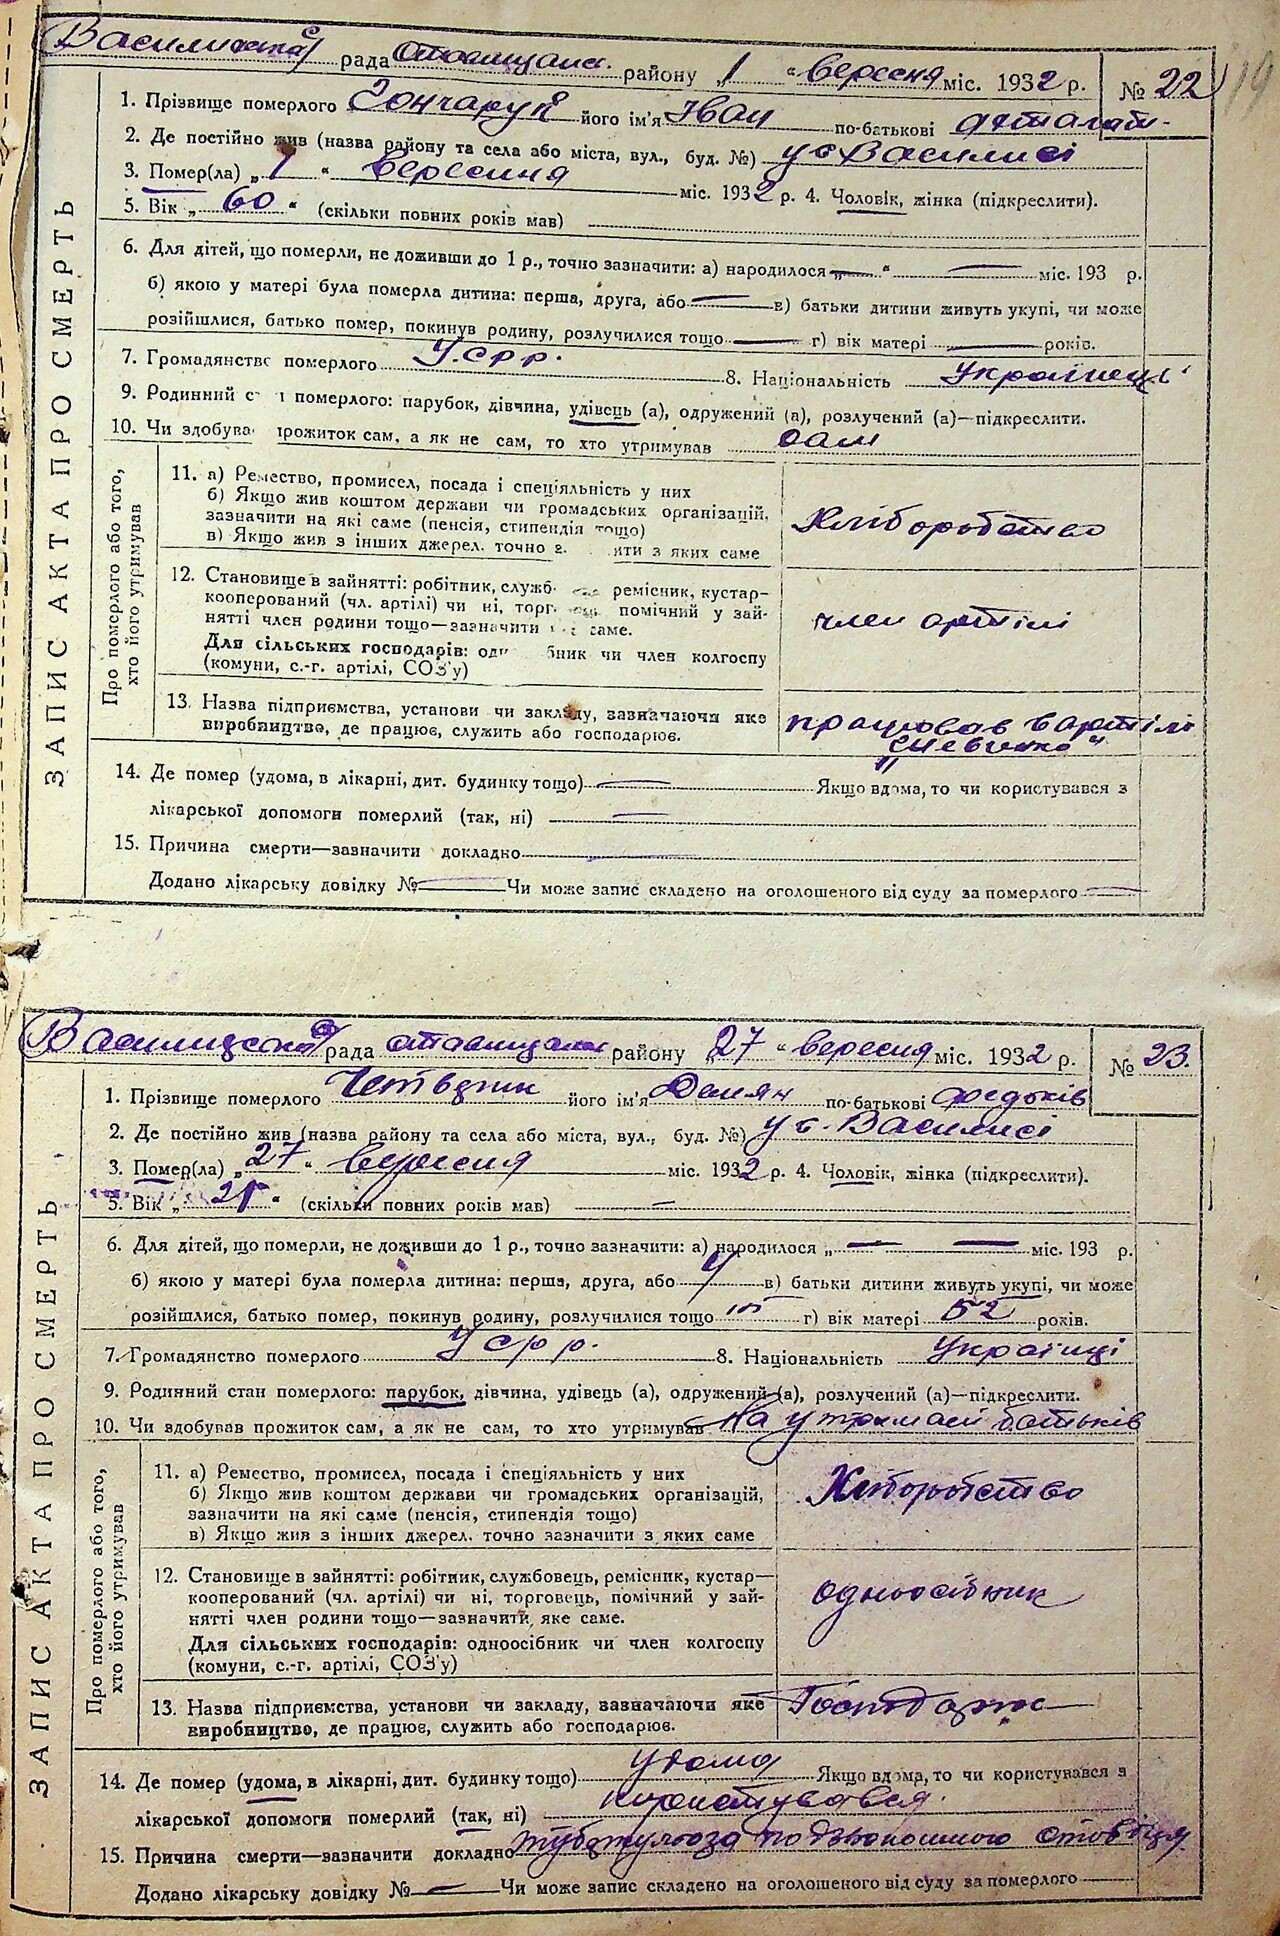 рада Ставищан. району „1“ вересня міс. 1932 р. № 22
19
ЗАПИС АКТА ПРО СМЕРТЬ
1. Прізвище померлого Гончарук його ім'я Іван по-батькові
2. Де постійно жив (назва району та села або міста, вул., буд. №) у с Василисі
3. Помер(ла) „1“ вересня міс. 1932 р. 4. Чоловік, жінка (підкреслити).
5. Вік „60“ (скільки повних років мав)
6. Для дітей, що померли, не доживши до 1 р., точно зазначити: а) народилося „—“ — міс. 193 р.
б) якою у матері була померла дитина: перша, друга, або — в) батьки дитини живуть укупі, чи може
розійшлися, батько помер, покинув родину, розлучилися тощо — г) вік матері — років.
7. Громадянство померлого У.С.Р.Р. 8. Національність Українець
9. Родинний с н померлого: парубок, дівчина, удівець (а), одружений (а), розлучений (а)—підкреслити.
10. Чи здобува прожиток сам, а як не сам, то хто утримував сам
Про померлого або того,
хто його утримував
11. а) Ремество, промисел, посада і спеціяльність у них
б) Якщо жив коштом держави чи громадських організацій,
зазначити на які саме (пенсія, стипендія тощо)
в) Якщо жив з інших джерел. точно з ити з яких саме
Хліборобство
12. Становище в зайнятті: робітник, служб ремісник, кустар-
кооперований (чл. артілі) чи ні, торг помічний у зай-
нятті член родини тощо—зазначити саме.
Для сільських господарів: од бник чи член колгоспу
(комуни, с.-г. артілі, СОЗ'у)
член артілі
13. Назва підприємства, установи чи закладу, зазначаючи яке
виробництво, де працює, служить або господарює.
працював в артілі
14. Де помер (удома, в лікарні, дит. будинку тощо) — Якщо вдома, то чи користувався з
лікарської допомоги померлий (так, ні) —
15. Причина смерти—зазначити докладно —
Додано лікарську довідку № — Чи може запис складено на оголошеного від суду за померлого —
Василиської рада Ставищан району 27 „ вересня міс. 1932 р. № 23.
ЗАПИС АКТА ПРО СМЕРТЬ
1. Прізвище померлого його ім'я Демян по-батькові Федьків
2. Де постійно жив (назва району та села або міста, вул., буд. №) у с. Василисі
3. Помер(ла) „27“ вересня міс. 1932 р. 4. Чоловік, жінка (підкреслити).
5. Вік „ “ (скільки повних років мав) —
6. Для дітей, що померли, не доживши до 1 р., точно зазначити: а) народилося „— — міс. 193 р.
б) якою у матері була померла дитина: перша, друга, або в) батьки дитини живуть укупі, чи може
розійшлися, батько помер, покинув родину, розлучилися тощо г) вік матері 52 років.
7. Громадянство померлого УСРР. 8. Національність
9. Родинний стан померлого: парубок, дівчина, удівець (а), одружений (а), розлучений (а)—підкреслити.
10. Чи здобував прожиток сам, а як не сам, то хто утримував На утриман батьків
Про померлого або того,
хто його утримував
11. а) Ремество, промисел, посада і спеціяльність у них
б) Якщо жив коштом держави чи громадських організацій,
зазначити на які саме (пенсія, стипендія тощо)
в) Якщо жив з інших джерел. точно зазначити з яких саме
Хліборобство
12. Становище в зайнятті: робітник, службовець, ремісник, кустар—
кооперований (чл. артілі) чи ні, торговець, помічний у зай-
нятті член родини тощо—зазначити, яке саме.
Для сільських господарів: одноосібник чи член колгоспу
(комуни, с.-г. артілі, СОЗ'у)
одноосібник
13. Назва підприємства, установи чи закладу, зазначаючи яке
виробництво, де працює, служить або господарює.
14. Де помер (удома, в лікарні, дит. будинку тощо) удома Якщо вдома, то чи користувався з
лікарської допомоги померлий (так, ні) користувався.
15. Причина смерти—зазначити докладно
Додано лікарську довідку № — Чи може запис складено на оголошеного від суду за померлого —